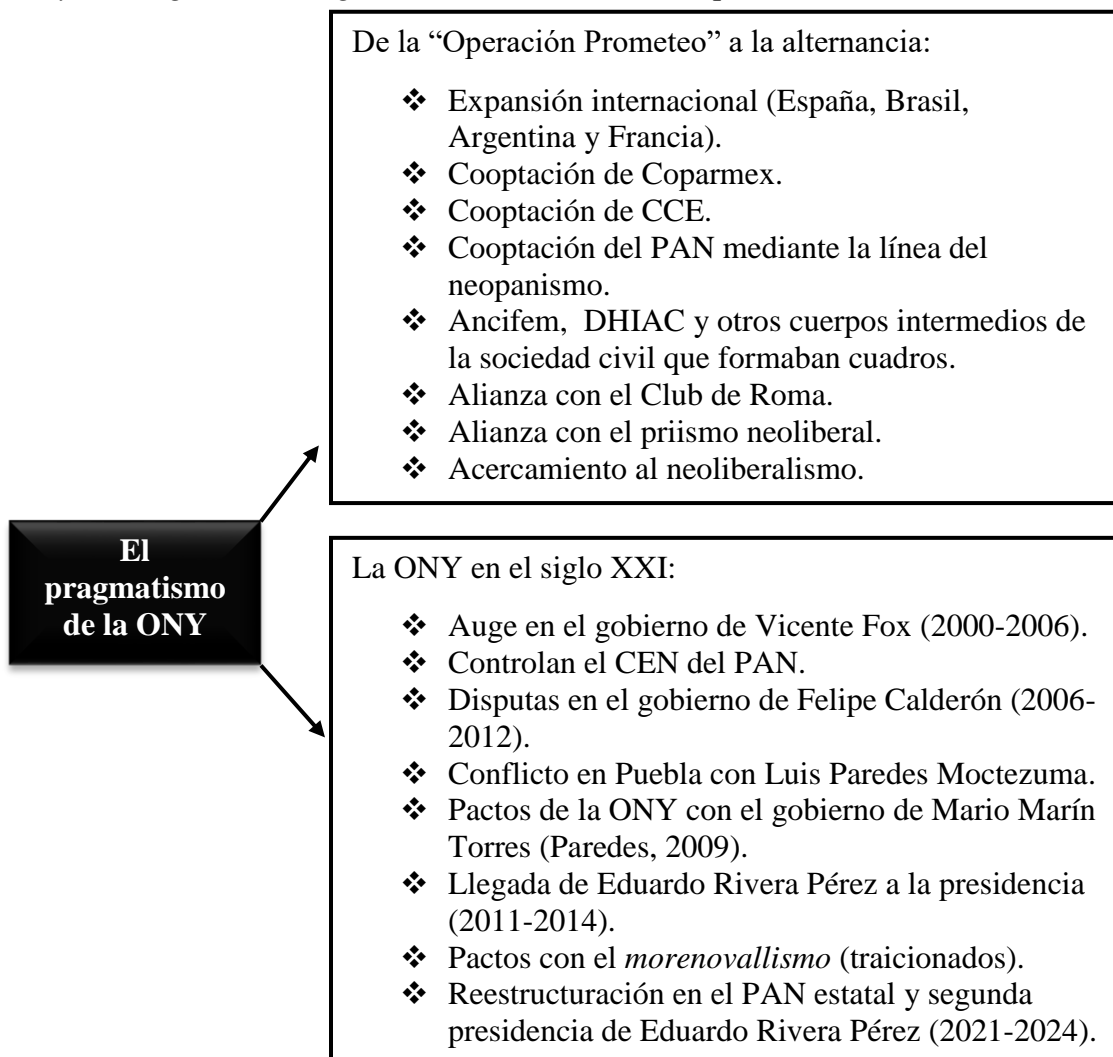 De la “Operación Prometeo” a la alternancia:
❖ Expansión internacional (España, Brasil,
Argentina y Francia).
❖ Cooptación de Coparmex.
❖ Cooptación de CCE.
❖ Cooptación del PAN mediante la línea del
neopanismo.
❖ Ancifem, DHIAC y otros cuerpos intermedios de
la sociedad civil que formaban cuadros.
❖ Alianza con el Club de Roma.
❖ Alianza con el priismo neoliberal.
❖ Acercamiento al neoliberalismo.
El
pragmatismo
de la ONY
La ONY en el siglo XXI:
❖ Auge en el gobierno de Vicente Fox (2000-2006).
❖ Controlan el CEN del PAN.
❖ Disputas en el gobierno de Felipe Calderón (2006-
2012).
❖ Conflicto en Puebla con Luis Paredes Moctezuma.
❖ Pactos de la ONY con el gobierno de Mario Marín
Torres (Paredes, 2009).
❖ Llegada de Eduardo Rivera Pérez a la presidencia
(2011-2014).
❖ Pactos con el morenovallismo (traicionados).
❖ Reestructuración en el PAN estatal y segunda
presidencia de Eduardo Rivera Pérez (2021-2024).